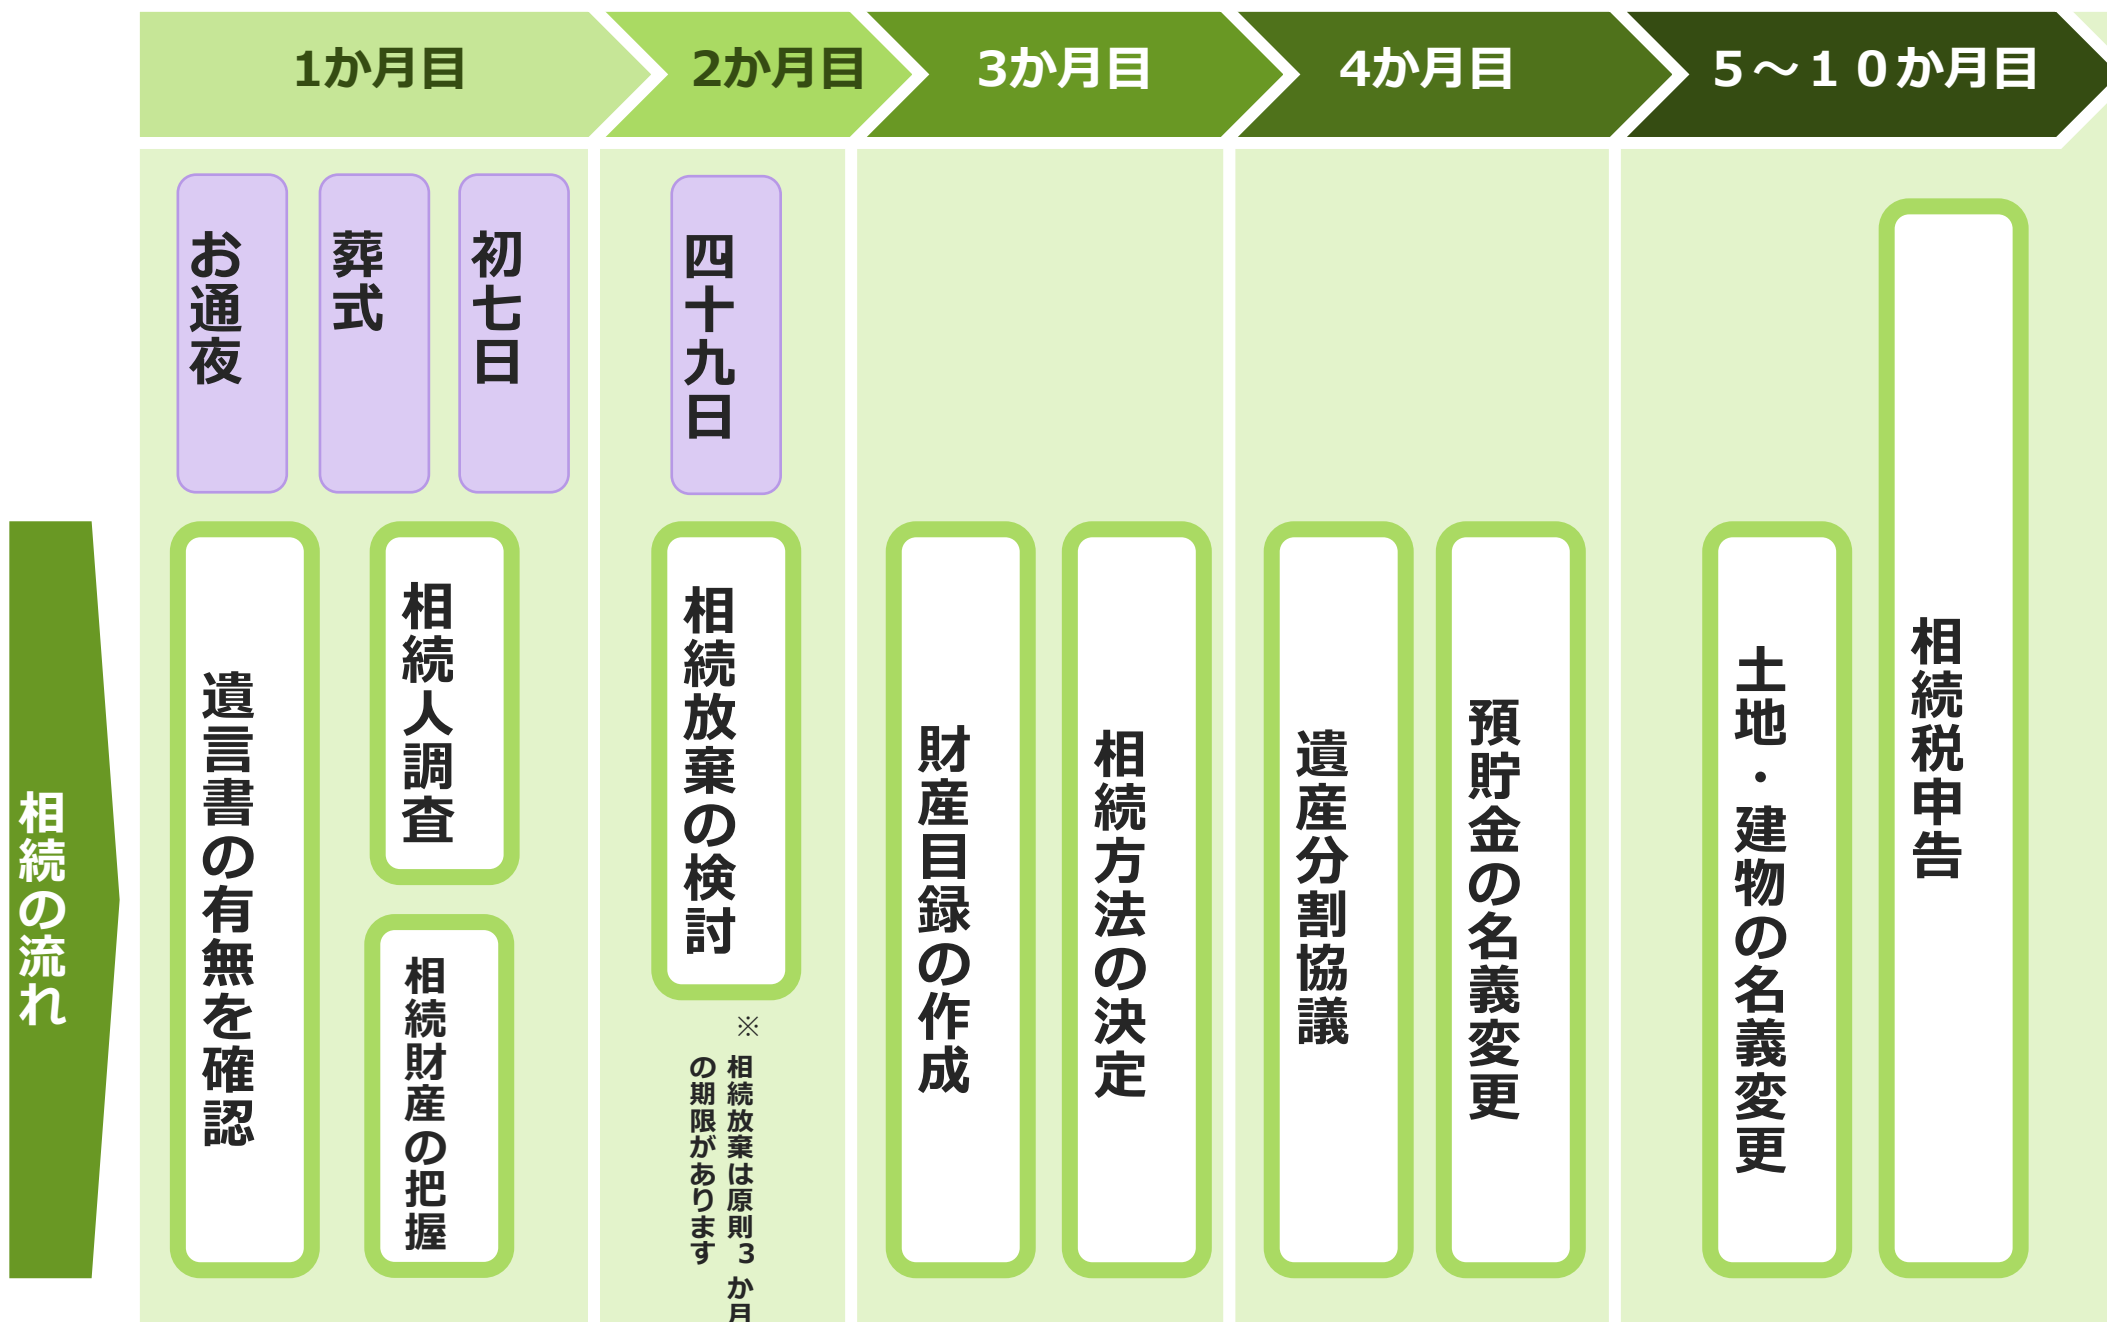 1か月目
2か月目
3か月目
4か月目
５～１０か月目
お通夜
葬式
初七日
四十九日
相続の流れ
遺言書の有無を確認
相続人調査
相続財産の把握
相続放棄の検討
※
相続放棄は原則３か月
の期限があります
財産目録の作成
相続方法の決定
遺産分割協議
預貯金の名義変更
土地・建物の名義変更
相続税申告